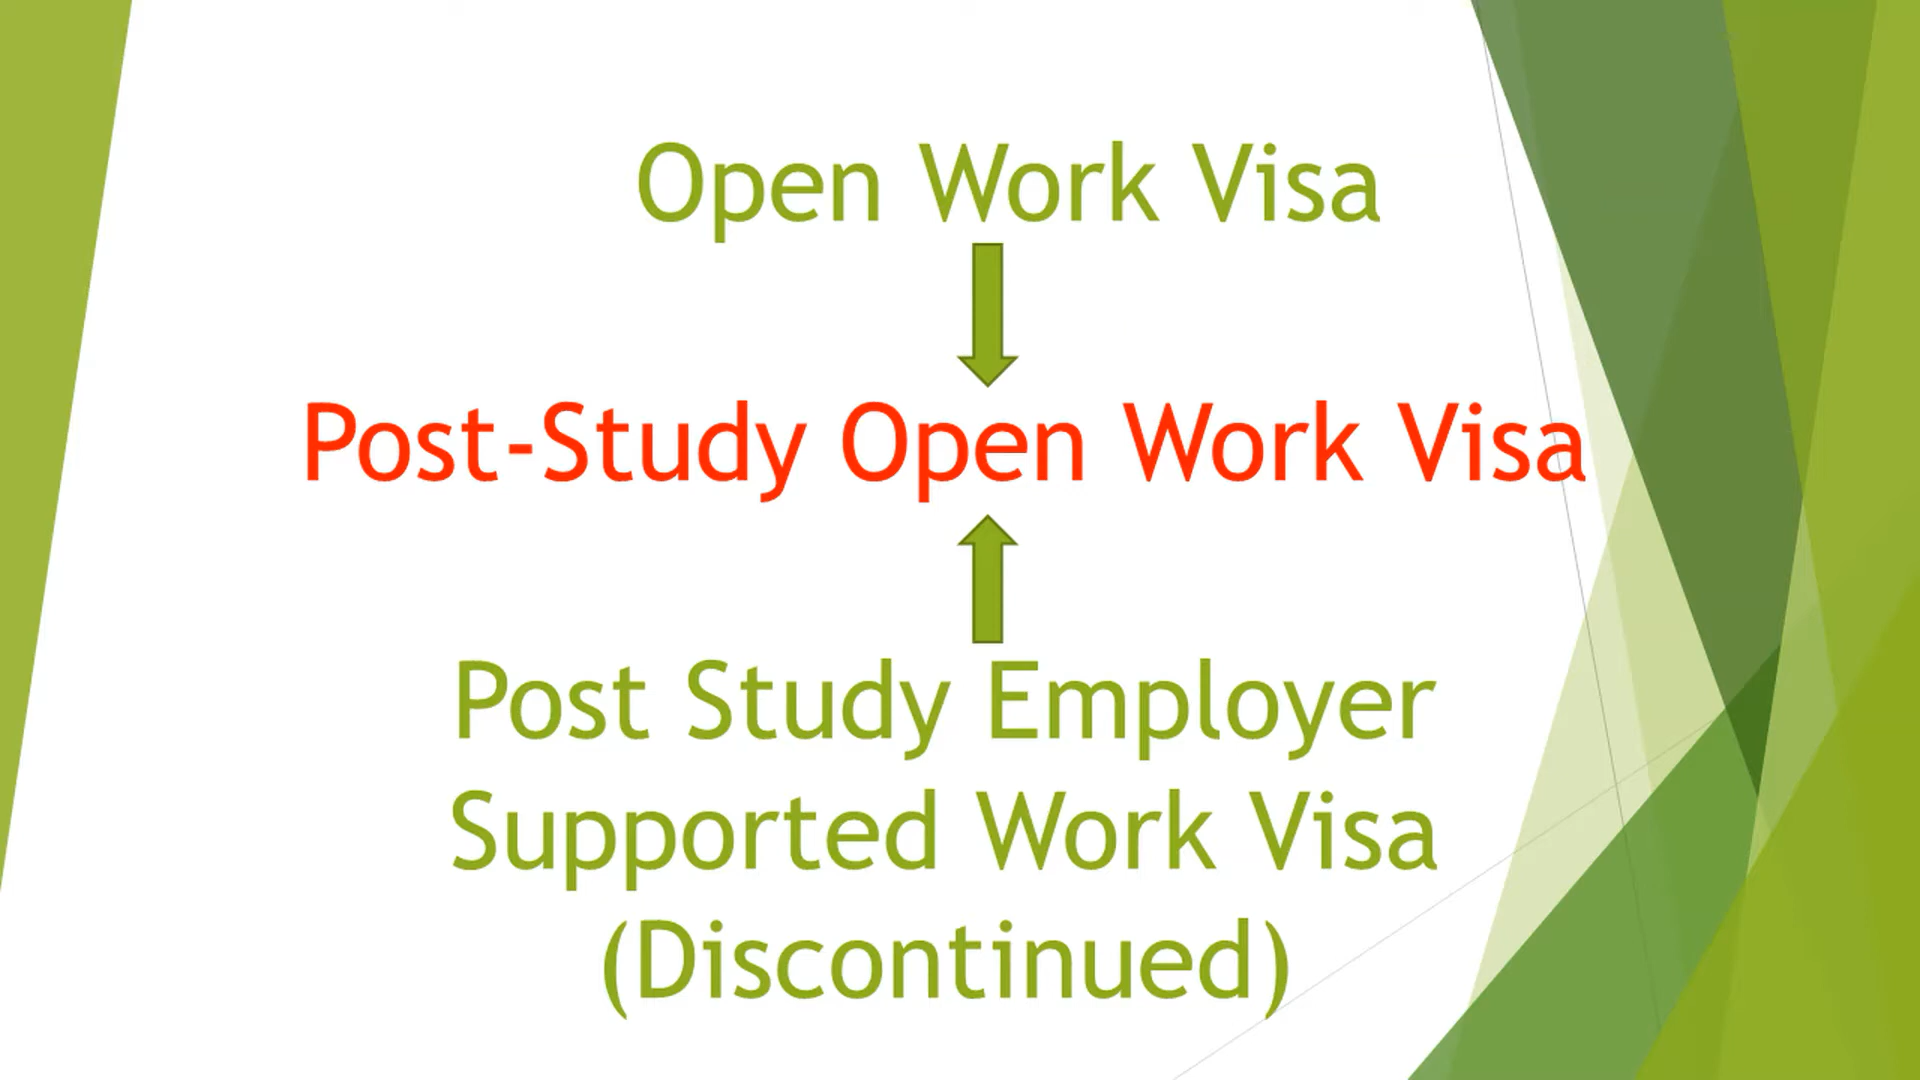 Open Work Visa
Post-Study Open Work Visa
Post Study Employer
Supported Work Visa
(Discontinued)